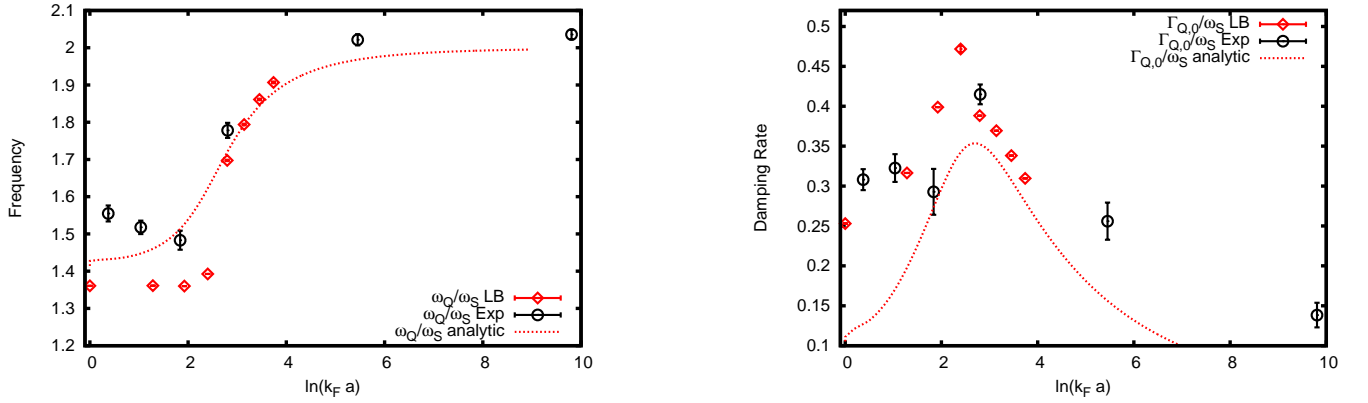 2.1
2
1.9
1.8
1.7
1.6
1.5
1.4
1.3
1.2
Frequency
0 2 4 6 8 10
ln(k_F a)
ω_Q/ω_S LB
ω_Q/ω_S Exp
ω_Q/ω_S analytic
0.5
0.45
0.4
0.35
0.3
0.25
0.2
0.15
0.1
Damping Rate
0 2 4 6 8 10
ln(k_F a)
Γ_Q,0/ω_S LB
Γ_Q,0/ω_S Exp
Γ_Q,0/ω_S analytic